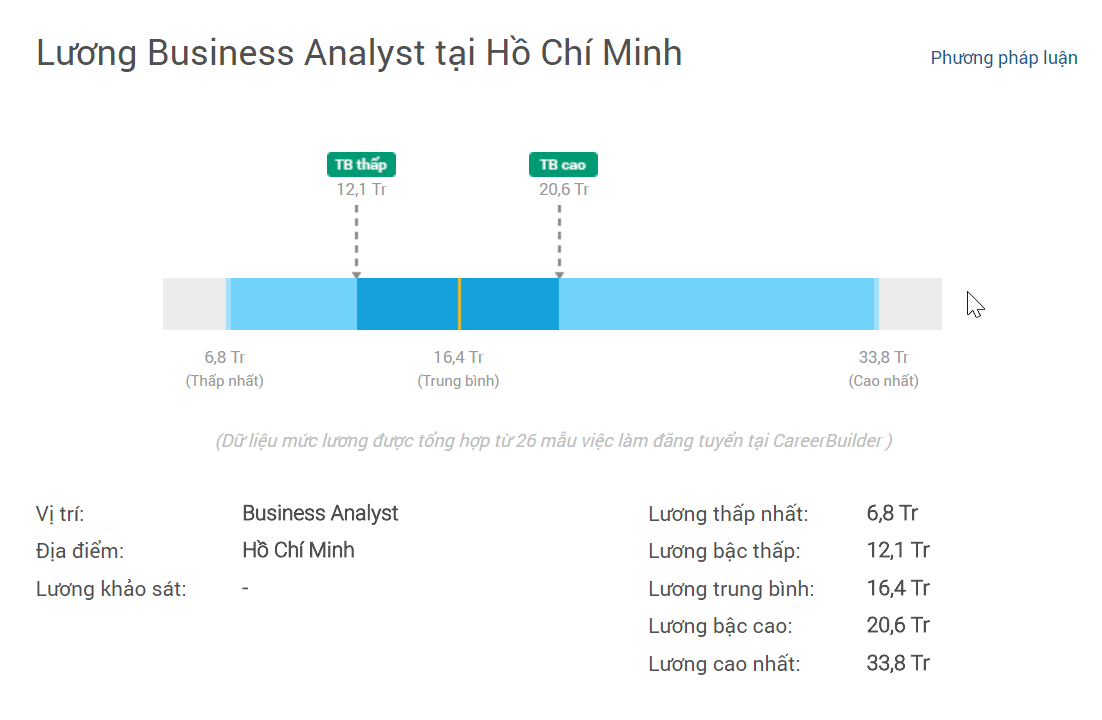 Lương Business Analyst tại Hồ Chí Minh
Phương pháp luận
TB thấp
TB cao
12,1 Tr
20,6 Tr
6,8 Tr
16,4 Tr
33,8 Tr
(Thấp nhất)
(Trung bình)
(Cao nhất)
(Dữ liệu mức lương được tổng hợp từ 26 mẫu việc làm đăng tuyển tại CareerBuilder )
Vị trí: Business Analyst
Địa điểm: Hồ Chí Minh
Lương khảo sát: -
Lương thấp nhất: 6,8 Tr
Lương bậc thấp: 12,1 Tr
Lương trung bình: 16,4 Tr
Lương bậc cao: 20,6 Tr
Lương cao nhất: 33,8 Tr